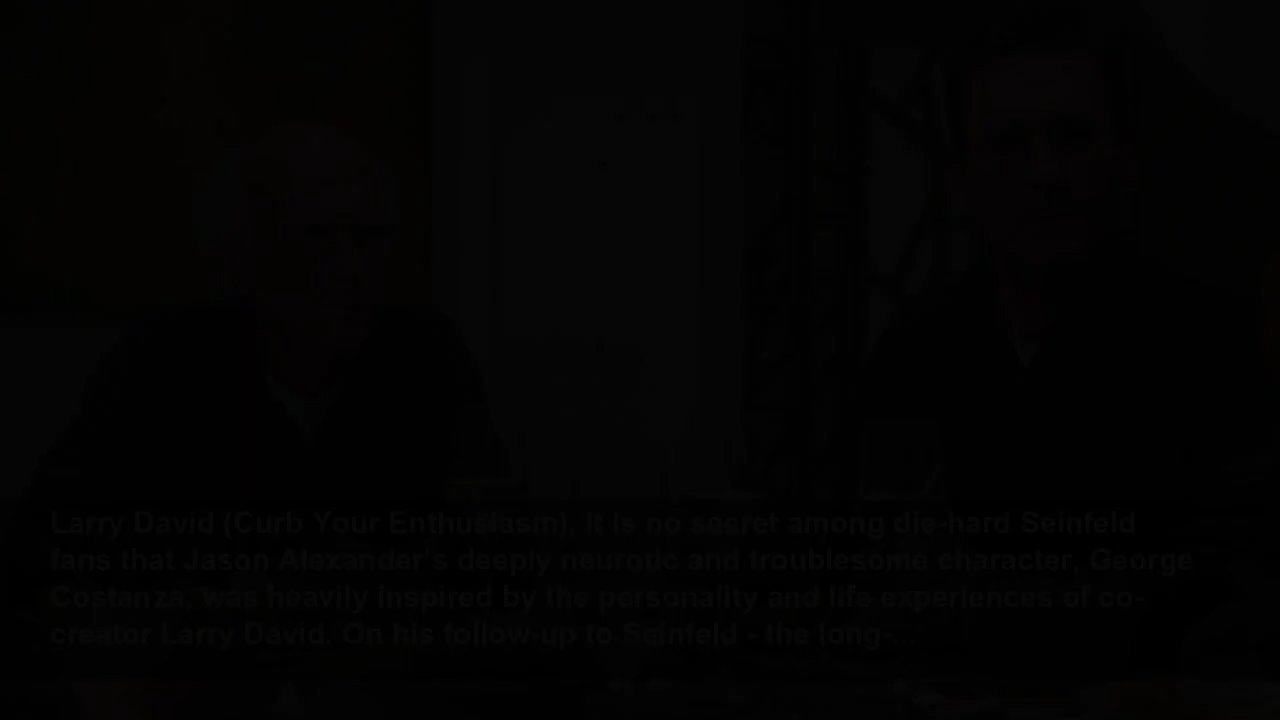 Larry David (Curb Your Enthusiasm), It is no secret among die-hard Seinfeld
fans that Jason Alexander's deeply neurotic and troublesome character, George
Costanza, was heavily inspired by the personality and life experiences of co-
creator Larry David. On his follow-up to Seinfeld - the long-...